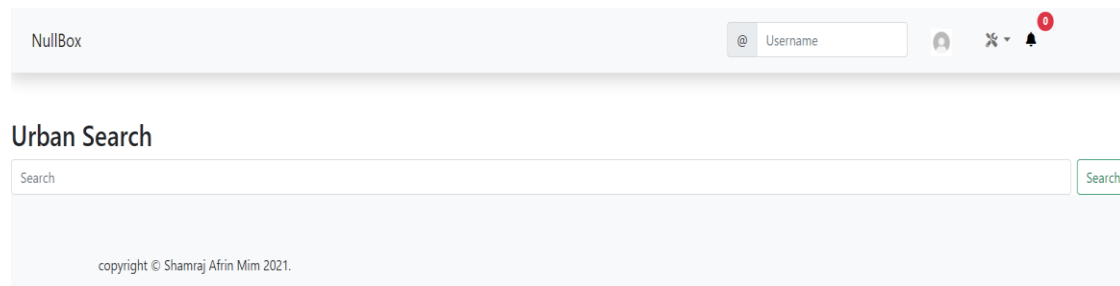 NullBox
@ Username
0
Urban Search
Search
Search
copyright © Shamraj Afrin Mim 2021.